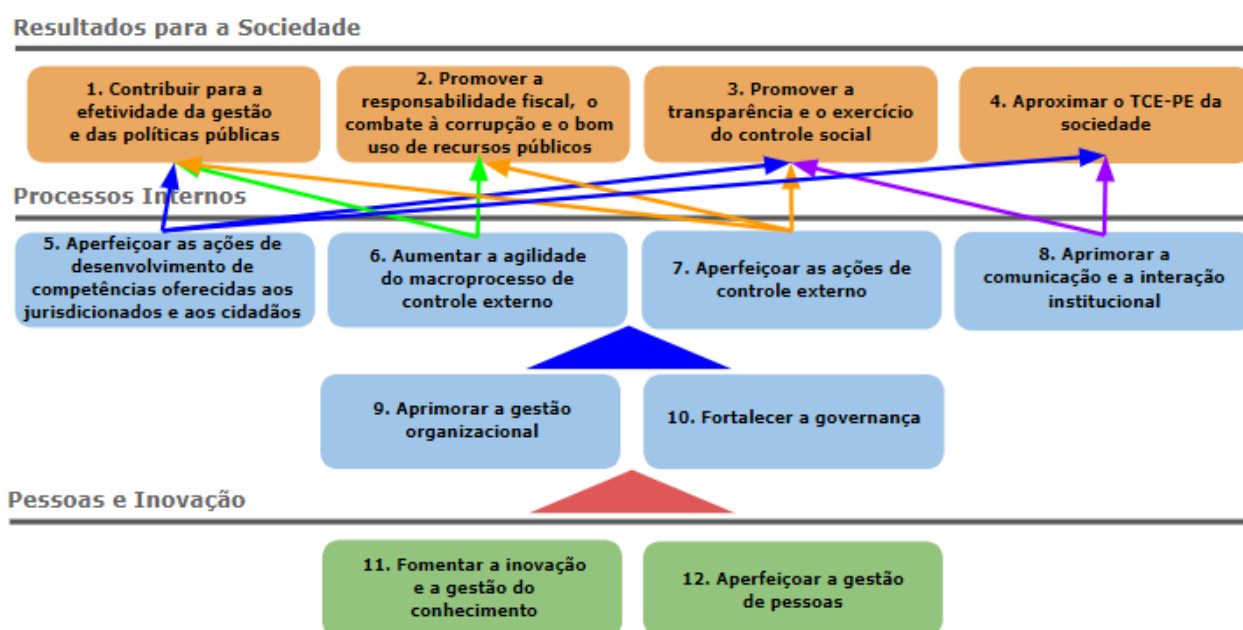 Resultados para a Sociedade
1. Contribuir para a
efetividade da gestão
e das políticas públicas
2. Promover a
responsabilidade fiscal, o
combate à corrupção e o bom
uso de recursos públicos
3. Promover a
transparência e o exercício
do controle social
4. Aproximar o TCE-PE da
sociedade
Processos Internos
5. Aperfeiçoar as ações de
desenvolvimento de
competências oferecidas aos
jurisdicionados e aos cidadãos
6. Aumentar a agilidade
do macroprocesso de
controle externo
7. Aperfeiçoar as ações de
controle externo
8. Aprimorar a
comunicação e a interação
institucional
9. Aprimorar a gestão
organizacional
10. Fortalecer a governança
Pessoas e Inovação
11. Fomentar a inovação
e a gestão do
conhecimento
12. Aperfeiçoar a gestão
de pessoas